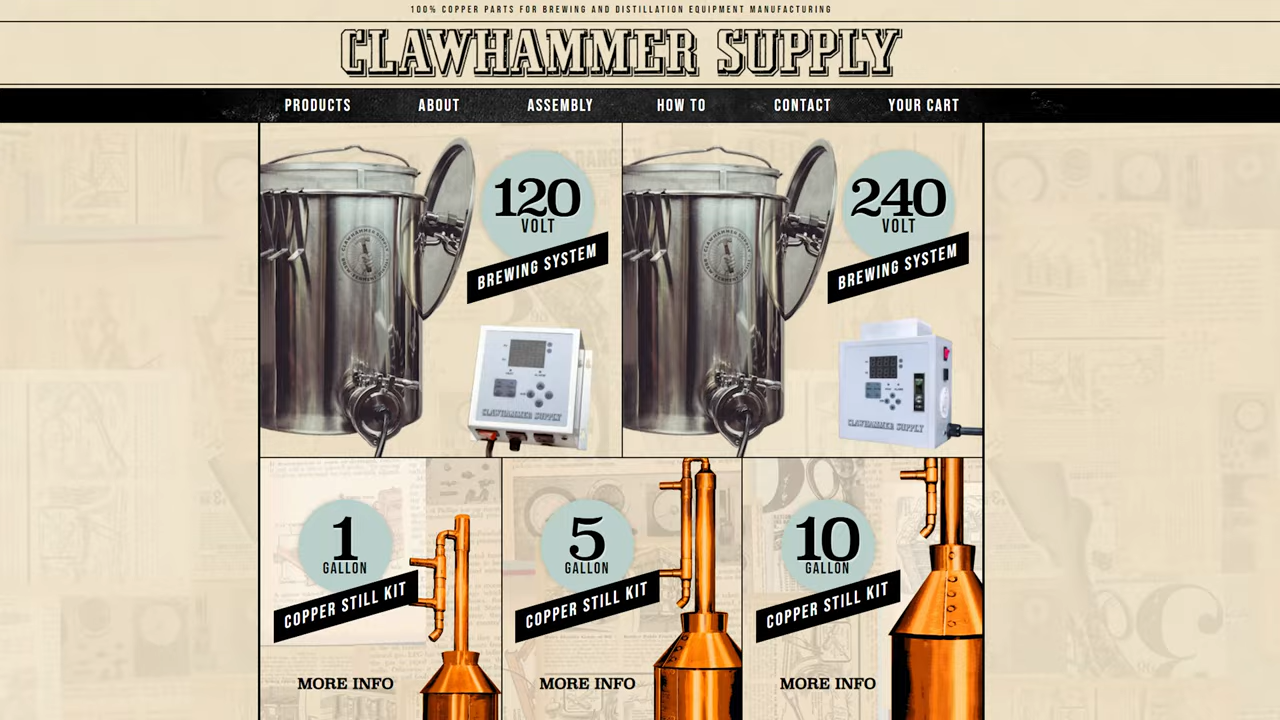 100% COPPER PARTS FOR BREWING AND DISTILLATION EQUIPMENT MANUFACTURING
CLAWHAMMER SUPPLY
PRODUCTS ABOUT ASSEMBLY HOW TO CONTACT YOUR CART
120
VOLT
BREWING SYSTEM
CLAWHAMMER SUPPLY
240
VOLT
BREWING SYSTEM
CLAWHAMMER SUPPLY
1
GALLON
COPPER STILL KIT
MORE INFO
5
GALLON
COPPER STILL KIT
MORE INFO
10
GALLON
COPPER STILL KIT
MORE INFO